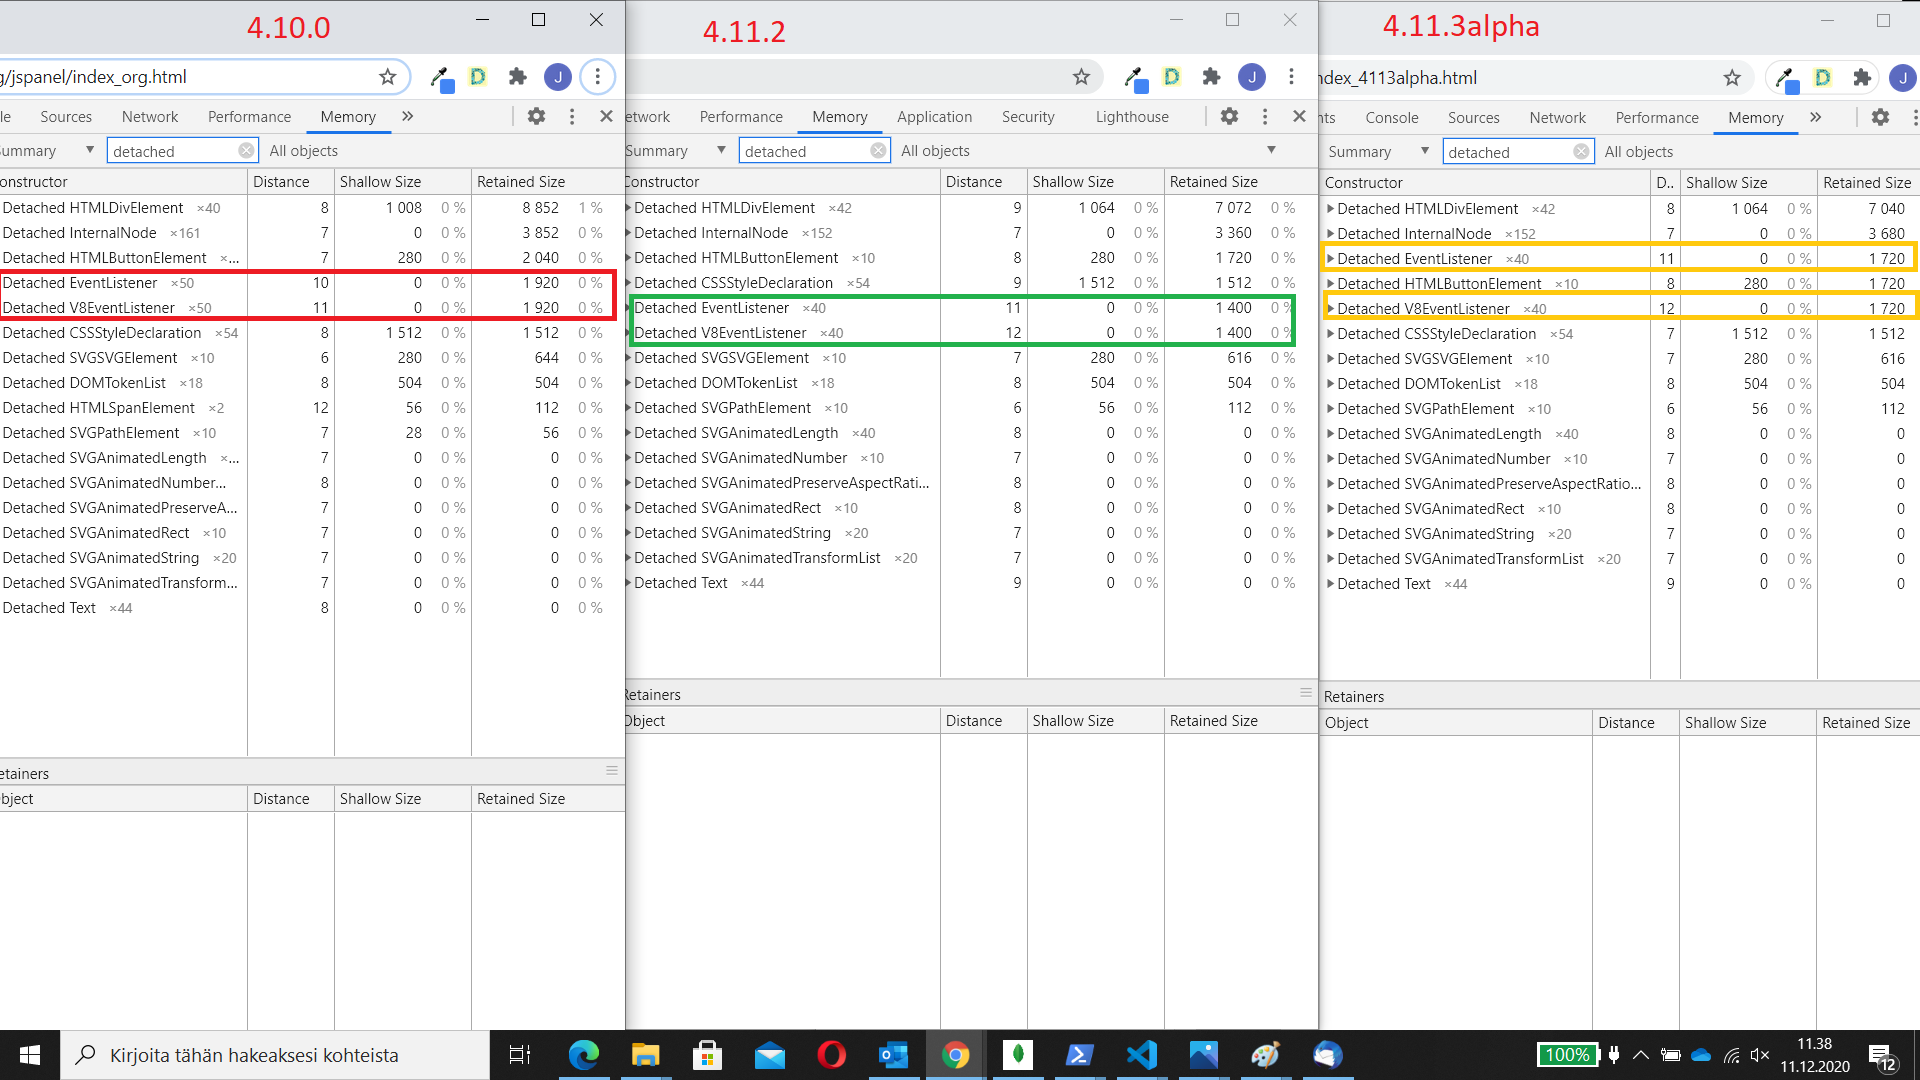 4.10.0
g/jspanel/index_org.html
le Sources Network Performance Memory »
ummary detached All objects
onstructor Distance Shallow Size Retained Size
Detached HTMLDivElement ×40 8 1 008 0 % 8 852 1 %
Detached InternalNode ×161 7 0 0 % 3 852 0 %
Detached HTMLButtonElement ×... 7 280 0 % 2 040 0 %
Detached EventListener ×50 10 0 0 % 1 920 0 %
Detached V8EventListener ×50 11 0 0 % 1 920 0 %
Detached CSSStyleDeclaration ×54 8 1 512 0 % 1 512 0 %
Detached SVGSVGElement ×10 6 280 0 % 644 0 %
Detached DOMTokenList ×18 8 504 0 % 504 0 %
Detached HTMLSpanElement ×2 12 56 0 % 112 0 %
Detached SVGPathElement ×10 7 28 0 % 56 0 %
Detached SVGAnimatedLength ×... 7 0 0 % 0 0 %
Detached SVGAnimatedNumber... 8 0 0 % 0 0 %
Detached SVGAnimatedPreserveA... 7 0 0 % 0 0 %
Detached SVGAnimatedRect ×10 7 0 0 % 0 0 %
Detached SVGAnimatedString ×20 7 0 0 % 0 0 %
Detached SVGAnimatedTransform... 7 0 0 % 0 0 %
Detached Text ×44 8 0 0 % 0 0 %
etainers
bject Distance Shallow Size Retained Size
4.11.2
J
etwork Performance Memory Application Security Lighthouse
Summary detached All objects
Constructor Distance Shallow Size Retained Size
Detached HTMLDivElement ×42 9 1 064 0 % 7 072 0 %
Detached InternalNode ×152 7 0 0 % 3 360 0 %
Detached HTMLButtonElement ×10 8 280 0 % 1 720 0 %
Detached CSSStyleDeclaration ×54 9 1 512 0 % 1 512 0 %
Detached EventListener ×40 11 0 0 % 1 400 0 %
Detached V8EventListener ×40 12 0 0 % 1 400 0 %
Detached SVGSVGElement ×10 7 280 0 % 616 0 %
Detached DOMTokenList ×18 8 504 0 % 504 0 %
Detached SVGPathElement ×10 6 56 0 % 112 0 %
Detached SVGAnimatedLength ×40 8 0 0 % 0 0 %
Detached SVGAnimatedNumber ×10 7 0 0 % 0 0 %
Detached SVGAnimatedPreserveAspectRati... 8 0 0 % 0 0 %
Detached SVGAnimatedRect ×10 8 0 0 % 0 0 %
Detached SVGAnimatedString ×20 7 0 0 % 0 0 %
Detached SVGAnimatedTransformList ×20 7 0 0 % 0 0 %
Detached Text ×44 9 0 0 % 0 0 %
Retainers
Object Distance Shallow Size Retained Size
4.11.3alpha
ndex_4113alpha.html
nts Console Sources Network Performance Memory »
Summary detached All objects
Constructor D.. Shallow Size Retained Size
Detached HTMLDivElement ×42 8 1 064 0 % 7 040
Detached InternalNode ×152 7 0 0 % 3 680
Detached EventListener ×40 11 0 0 % 1 720
Detached HTMLButtonElement ×10 8 280 0 % 1 720
Detached V8EventListener ×40 12 0 0 % 1 720
Detached CSSStyleDeclaration ×54 7 1 512 0 % 1 512
Detached SVGSVGElement ×10 7 280 0 % 616
Detached DOMTokenList ×18 8 504 0 % 504
Detached SVGPathElement ×10 6 56 0 % 112
Detached SVGAnimatedLength ×40 8 0 0 % 0
Detached SVGAnimatedNumber ×10 7 0 0 % 0
Detached SVGAnimatedPreserveAspectRatio... 8 0 0 % 0
Detached SVGAnimatedRect ×10 8 0 0 % 0
Detached SVGAnimatedString ×20 7 0 0 % 0
Detached SVGAnimatedTransformList ×20 7 0 0 % 0
Detached Text ×44 9 0 0 % 0
Retainers
Object Distance Shallow Size Retained Size
Kirjoita tähän hakeaksesi kohteista
100%
11.38
11.12.2020
12